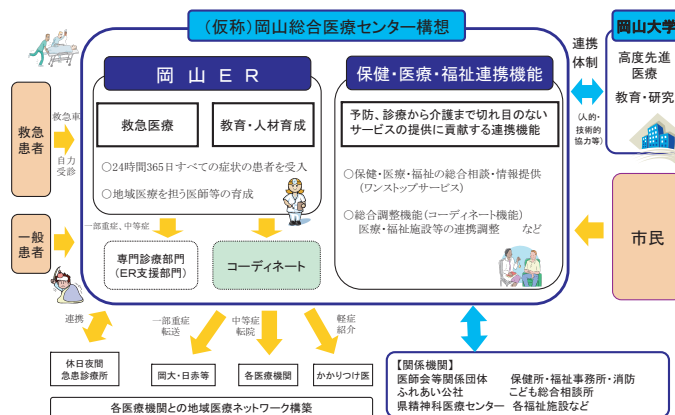 (仮称)岡山総合医療センター構想
岡山大学
高度先進
医療
教育・研究
連携
体制
(人的・
技術的
協力等)
岡山ER
保健・医療・福祉連携機能
救急医療
教育・人材育成
○24時間365日すべての症状の患者を受入
○地域医療を担う医師等の育成
予防、診療から介護まで切れ目のない
サービスの提供に貢献する連携機能
○保健・医療・福祉の総合相談・情報提供
(ワンストップサービス)
○総合調整機能(コーディネート機能)
医療・福祉施設等の連携調整 など
救急
患者
救急車
自力
受診
一般
患者
一部重症、中等症
専門診療部門
(ER支援部門)
コーディネート
市民
連携
一部重症
転送
中等症
転院
軽症
紹介
休日夜間
急患診療所
岡大・日赤等
各医療機関
かかりつけ医
各医療機関との地域医療ネットワーク構築
【関係機関】
医師会等関係団体 保健所・福祉事務所・消防
ふれあい公社 こども総合相談所
県精神科医療センター 各福祉施設など